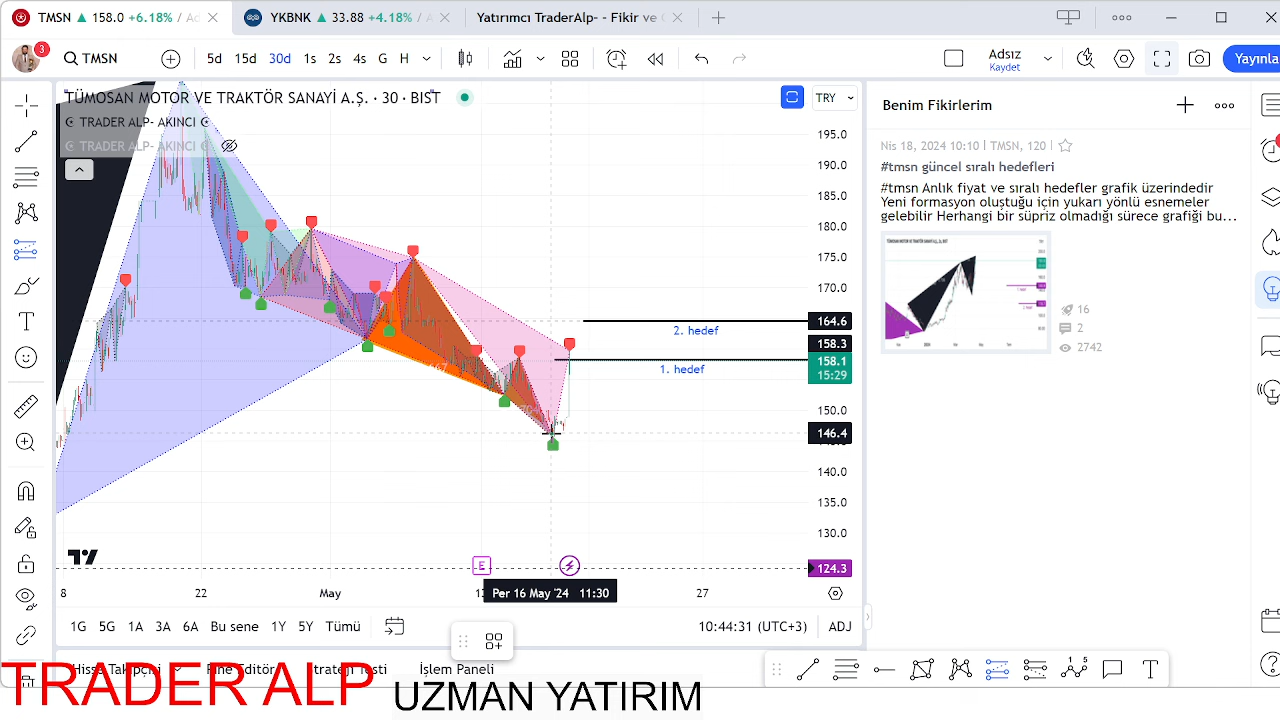 TMSN ▲ 158.0 +6.18% / Ad
YKBNK ▲ 33.88 +4.18% / A
Yatırımcı TraderAlp- - Fikir ve
3
TMSN
5d 15d 30d 1s 2s 4s G H
Adsız
Kaydet
Yayınla
TÜMOSAN MOTOR VE TRAKTÖR SANAYİ A.Ş. · 30 · BIST
TRADER ALP- AKINCI
TRADER ALP- AKINCI
TRY
195.0
190.0
185.0
180.0
175.0
170.0
164.6
2. hedef
158.3
158.1
15:29
1. hedef
150.0
146.4
140.0
135.0
130.0
124.3
E
8 22 May 27
Per 16 May '24 11:30
1G 5G 1A 3A 6A Bu sene 1Y 5Y Tümü
10:44:31 (UTC+3) ADJ
İşlem Paneli
Benim Fikirlerim
Nis 18, 2024 10:10 | TMSN, 120 |
#tmsn güncel sıralı hedefleri
#tmsn Anlık fiyat ve sıralı hedefler grafik üzerindedir
Yeni formasyon oluştuğu için yukarı yönlü esnemeler
gelebilir Herhangi bir süpriz olmadığı sürece grafiği bu...
16
2
2742
TRADER ALP UZMAN YATIRIM